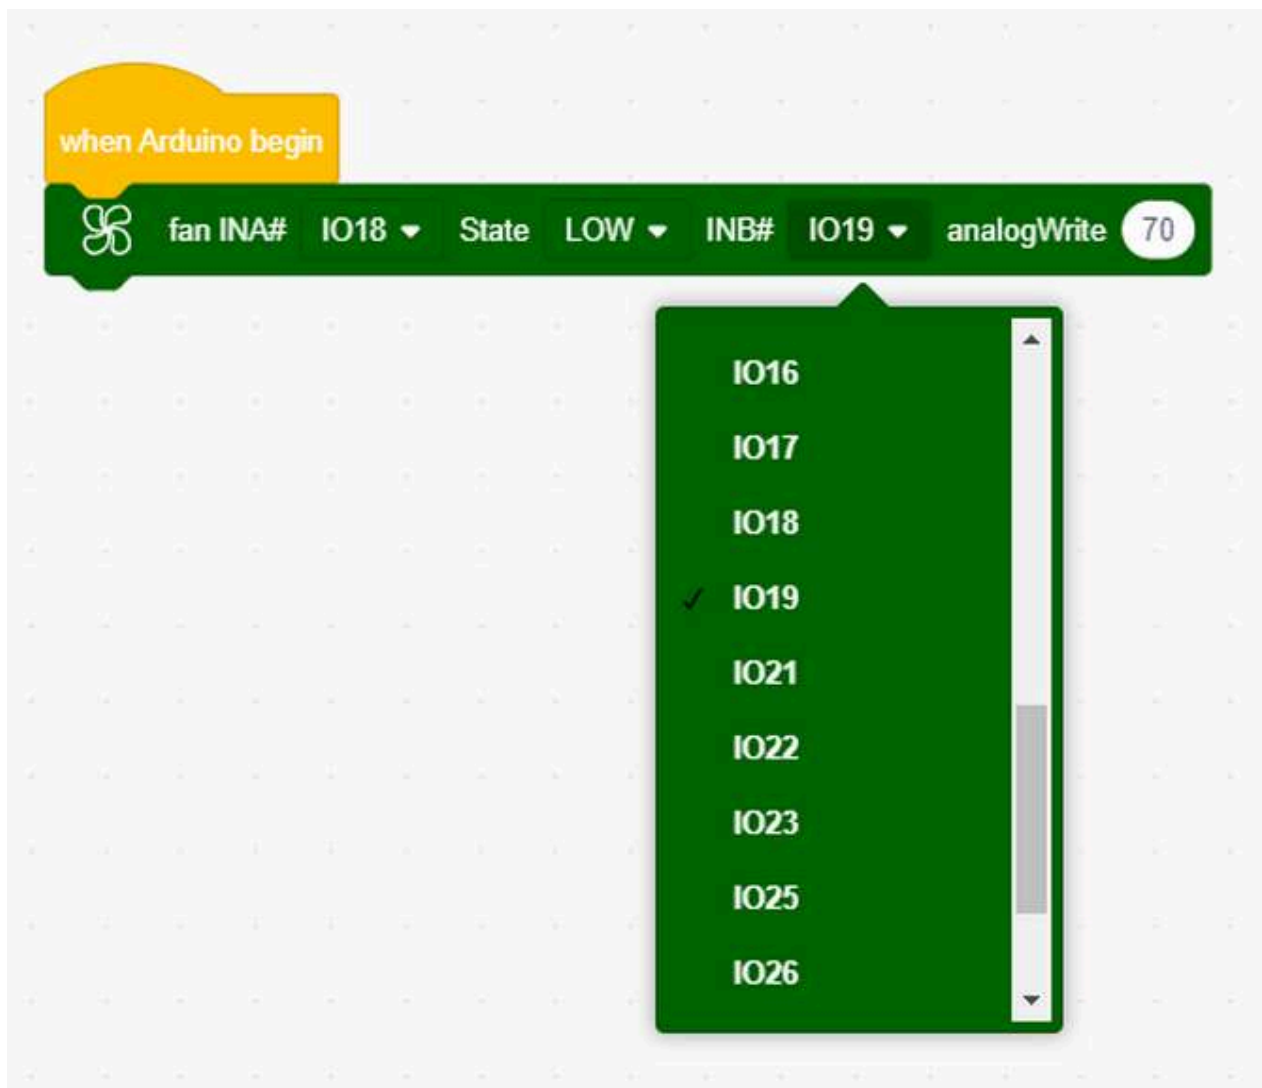 when Arduino begin
fan INA# IO18 State LOW INB# IO19 analogWrite 70
IO16
IO17
IO18
✓ IO19
IO21
IO22
IO23
IO25
IO26